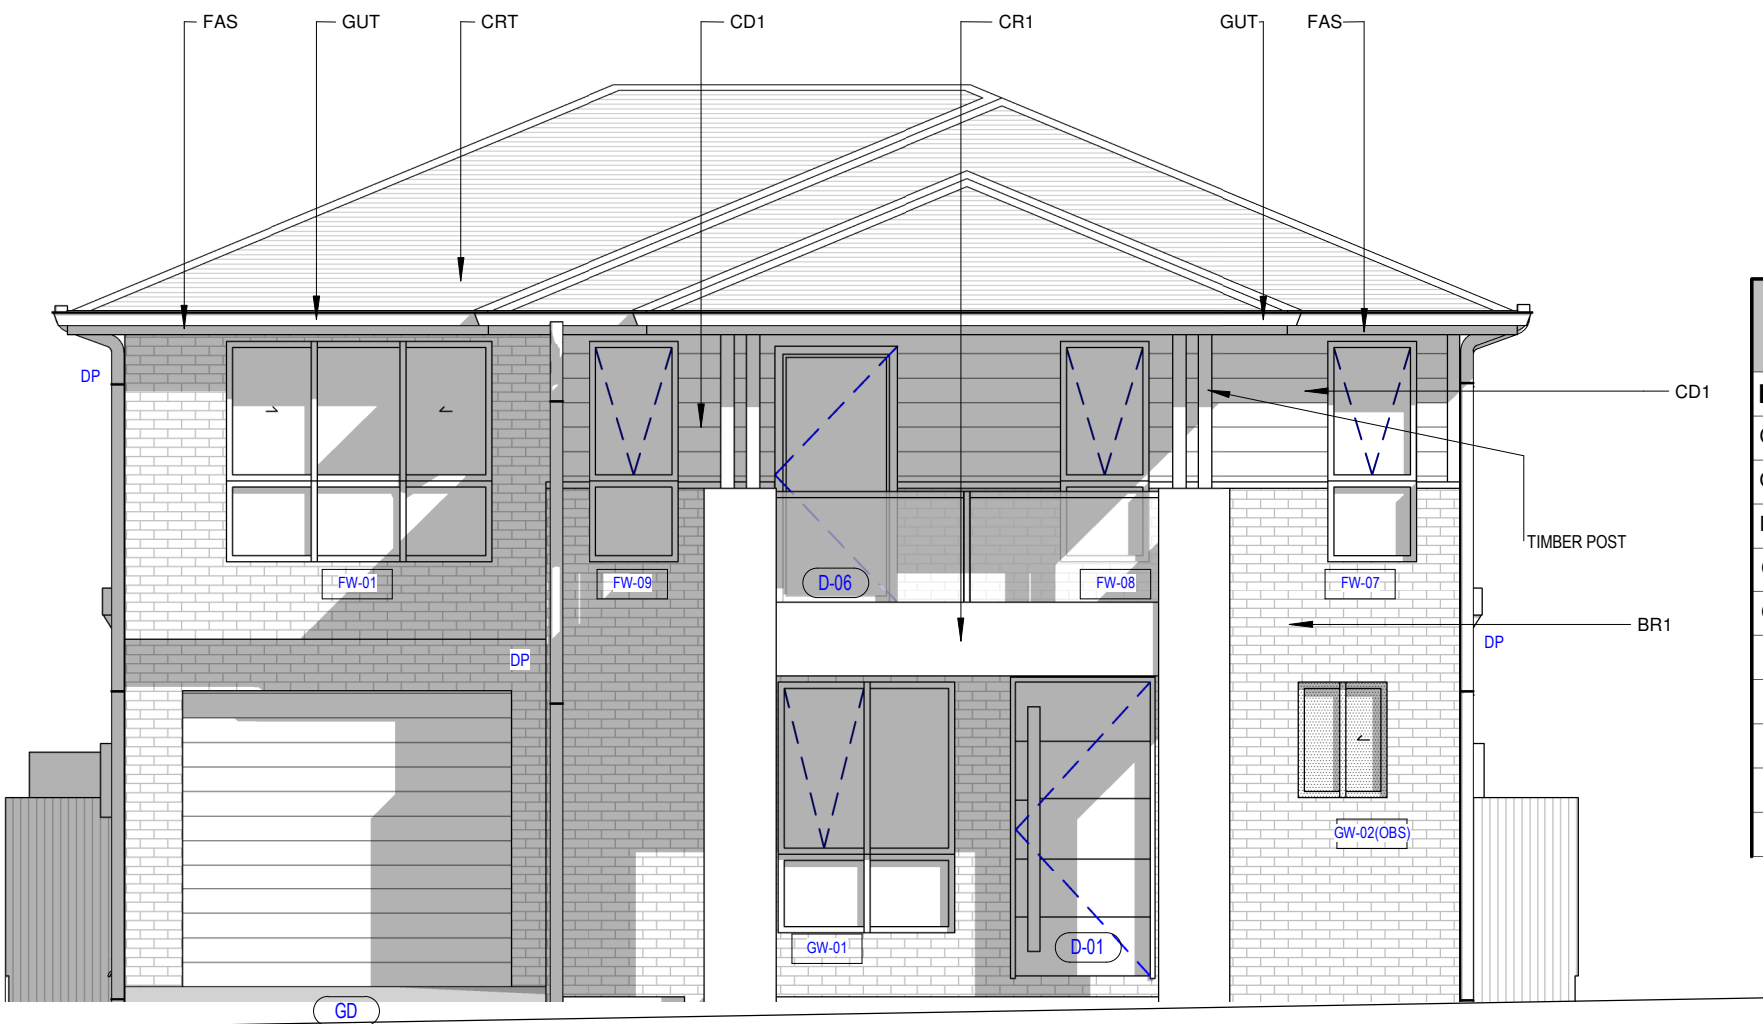 FAS GUT CRT CD1 CR1 GUT FAS
DP
CD1
TIMBER POST
FW-01 FW-09 D-06 FW-08 FW-07
BR1
DP DP
GW-02(OBS)
GW-01 D-01
GD